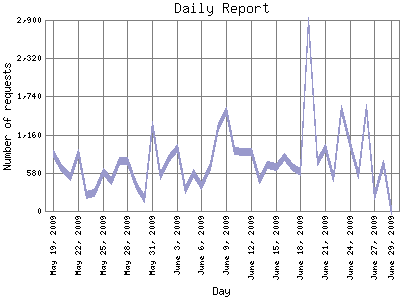 Daily Report
Number of requests
2,900
2,320
1,740
1,160
580
0
May 19, 2009
May 22, 2009
May 25, 2009
May 28, 2009
May 31, 2009
June 3, 2009
June 6, 2009
June 9, 2009
June 12, 2009
June 15, 2009
June 18, 2009
June 21, 2009
June 24, 2009
June 27, 2009
June 29, 2009
Day